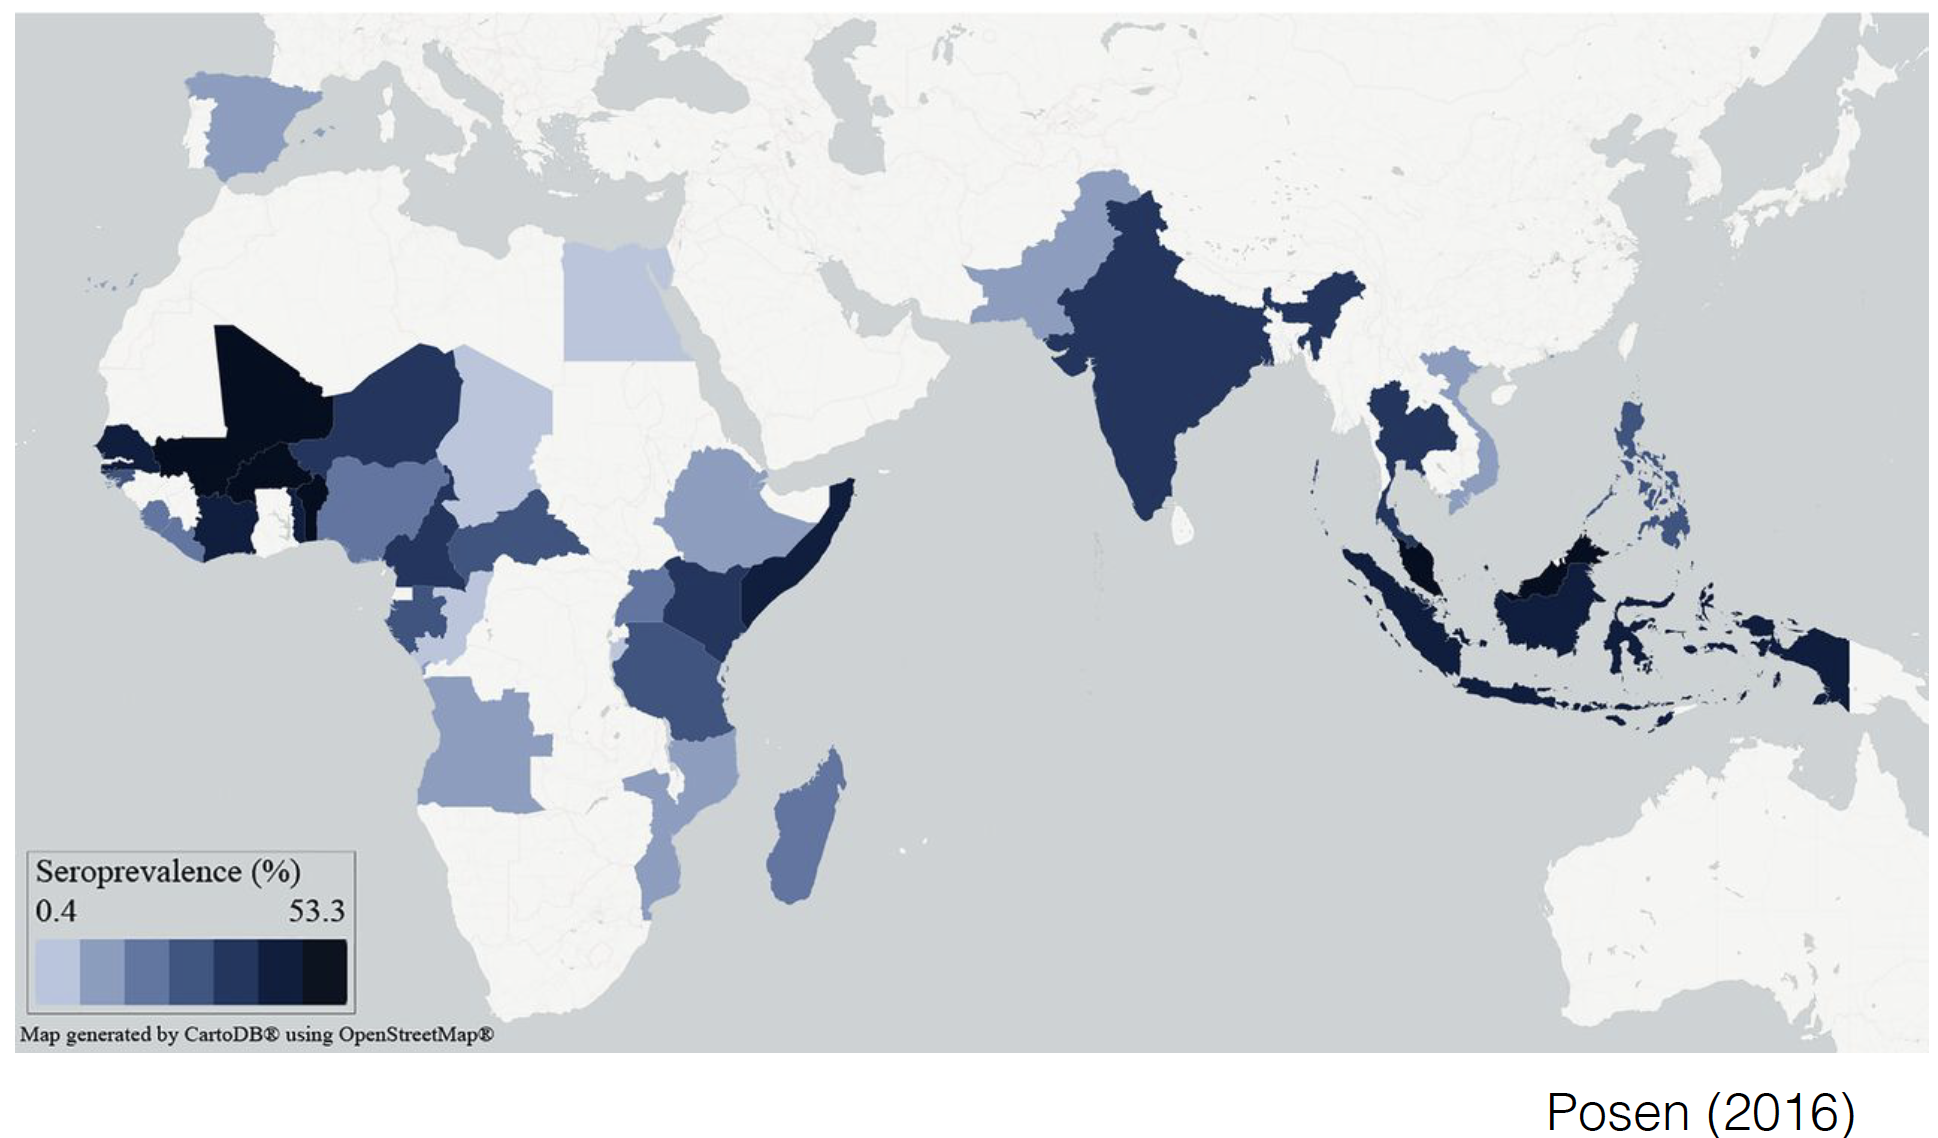 Seroprevalence (%)
0.4 53.3
Map generated by CartoDB® using OpenStreetMap®
Posen (2016)